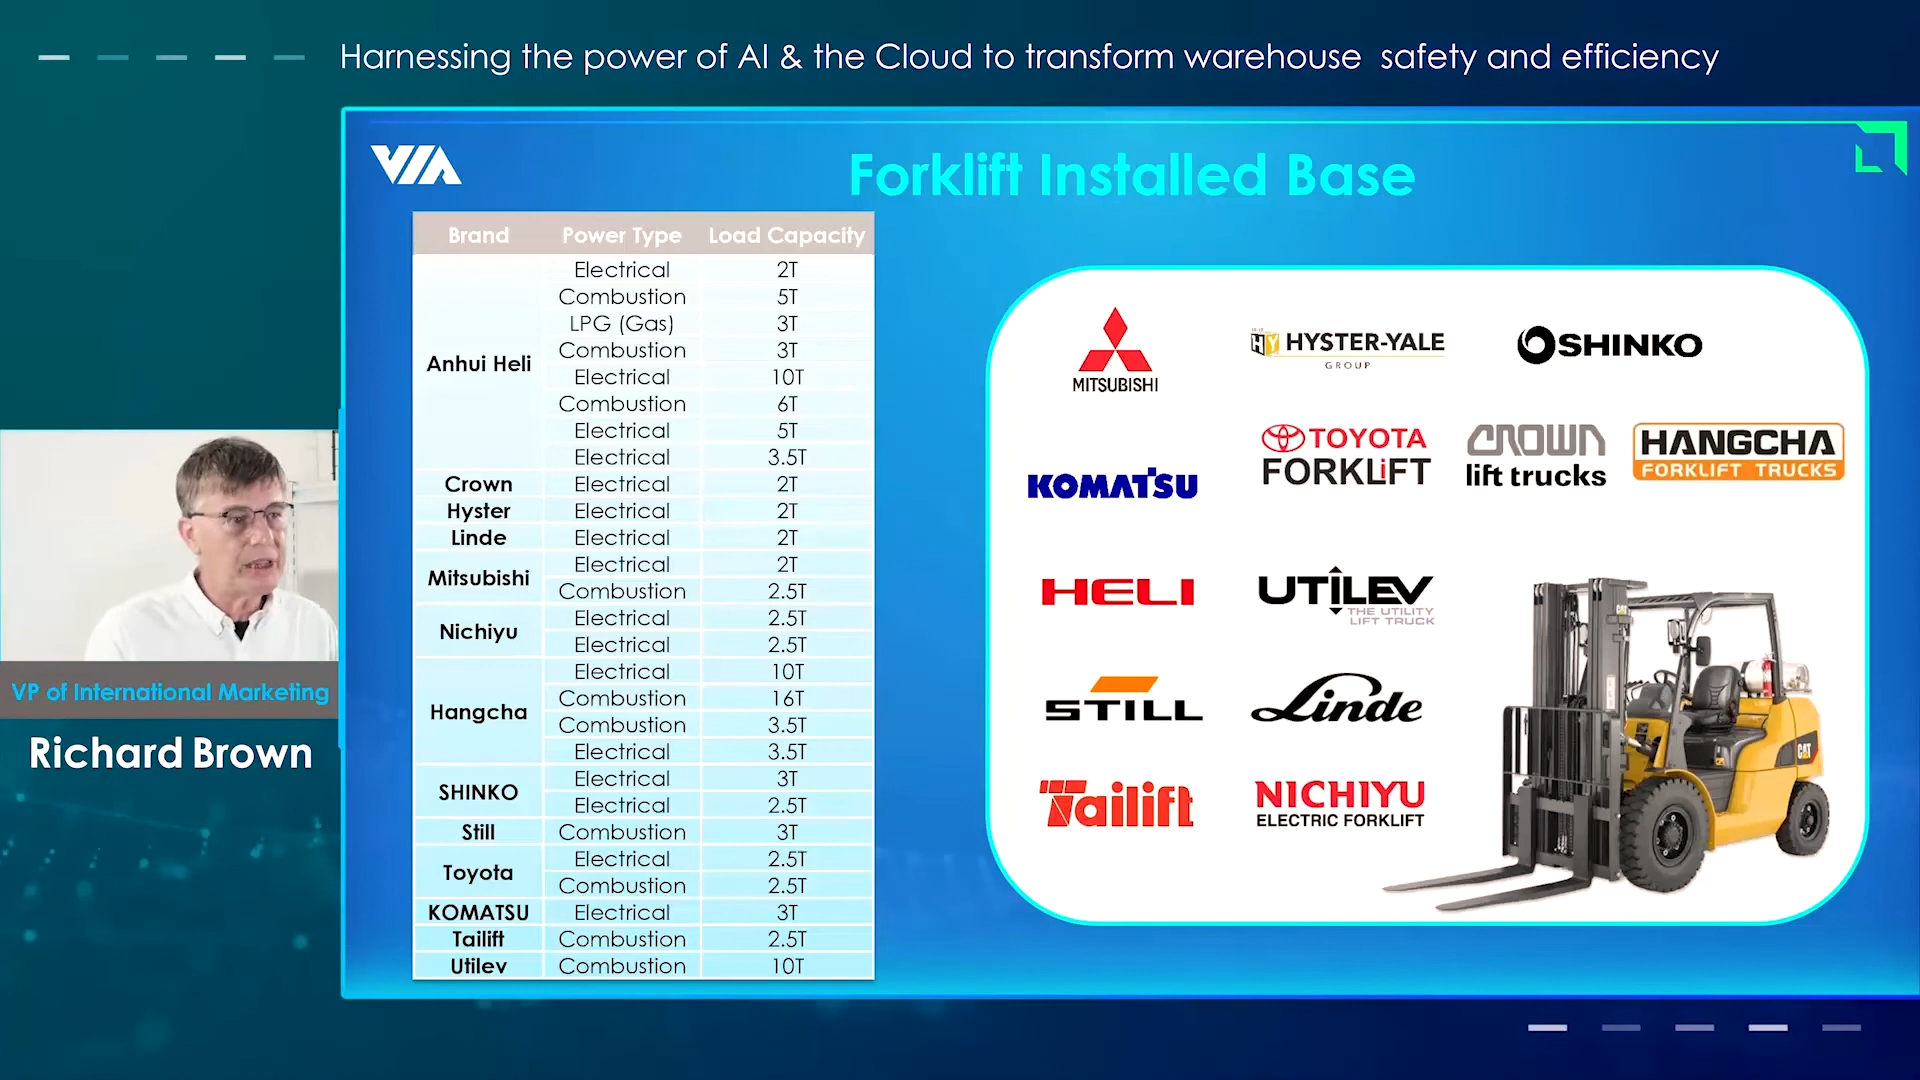 Harnessing the power of AI & the Cloud to transform warehouse safety and efficiency
VIA
Forklift Installed Base
Brand Power Type Load Capacity
Anhui Heli
Electrical 2T
Combustion 5T
LPG (Gas) 3T
Combustion 3T
Electrical 10T
Combustion 6T
Electrical 5T
Electrical 3.5T
Crown Electrical 2T
Hyster Electrical 2T
Linde Electrical 2T
Mitsubishi
Electrical 2T
Combustion 2.5T
Nichiyu
Electrical 2.5T
Electrical 2.5T
Hangcha
Electrical 10T
Combustion 16T
Combustion 3.5T
Electrical 3.5T
SHINKO
Electrical 3T
Electrical 2.5T
Still Combustion 3T
Toyota
Electrical 2.5T
Combustion 2.5T
KOMATSU Electrical 3T
Tailift Combustion 2.5T
Utilev Combustion 10T
MITSUBISHI
HY HYSTER-YALE
GROUP
SHINKO
KOMATSU
TOYOTA
FORKLiFT
CROWN
lift trucks
HANGCHA
FORKLIFT TRUCKS
HELI
UTILEV
THE UTILITY
LIFT TRUCK
STILL
Linde
Tailift
NICHIYU
ELECTRIC FORKLIFT
CAT
VP of International Marketing
Richard Brown